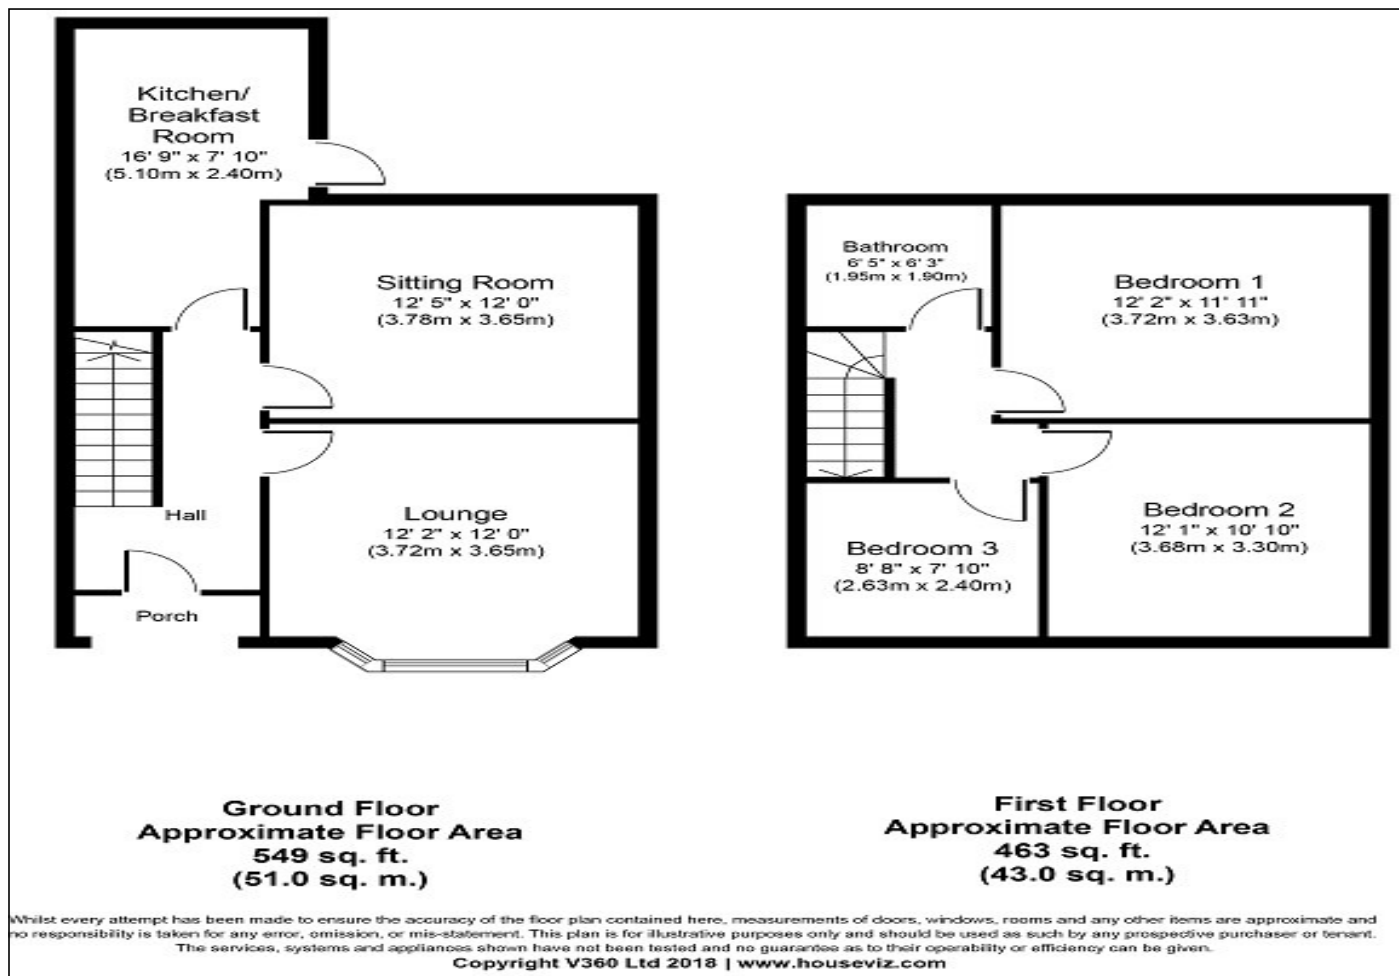 Kitchen/
Breakfast
Room
16' 9" x 7' 10"
(5.10m x 2.40m)
Sitting Room
12' 5" x 12' 0"
(3.78m x 3.65m)
Lounge
12' 2" x 12' 0"
(3.72m x 3.65m)
Hall
Porch
Bathroom
6' 5" x 6' 3"
(1.95m x 1.90m)
Bedroom 1
12' 2" x 11' 11"
(3.72m x 3.63m)
Bedroom 2
12' 1" x 10' 10"
(3.68m x 3.30m)
Bedroom 3
8' 8" x 7' 10"
(2.63m x 2.40m)
Ground Floor
Approximate Floor Area
549 sq. ft.
(51.0 sq. m.)
First Floor
Approximate Floor Area
463 sq. ft.
(43.0 sq. m.)
Whilst every attempt has been made to ensure the accuracy of the floor plan contained here, measurements of doors, windows, rooms and any other items are approximate and
no responsibility is taken for any error, omission, or mis-statement. This plan is for illustrative purposes only and should be used as such by any prospective purchaser or tenant.
The services, systems and appliances shown have not been tested and no guarantee as to their operability or efficiency can be given.
Copyright V360 Ltd 2018 | www.houseviz.com